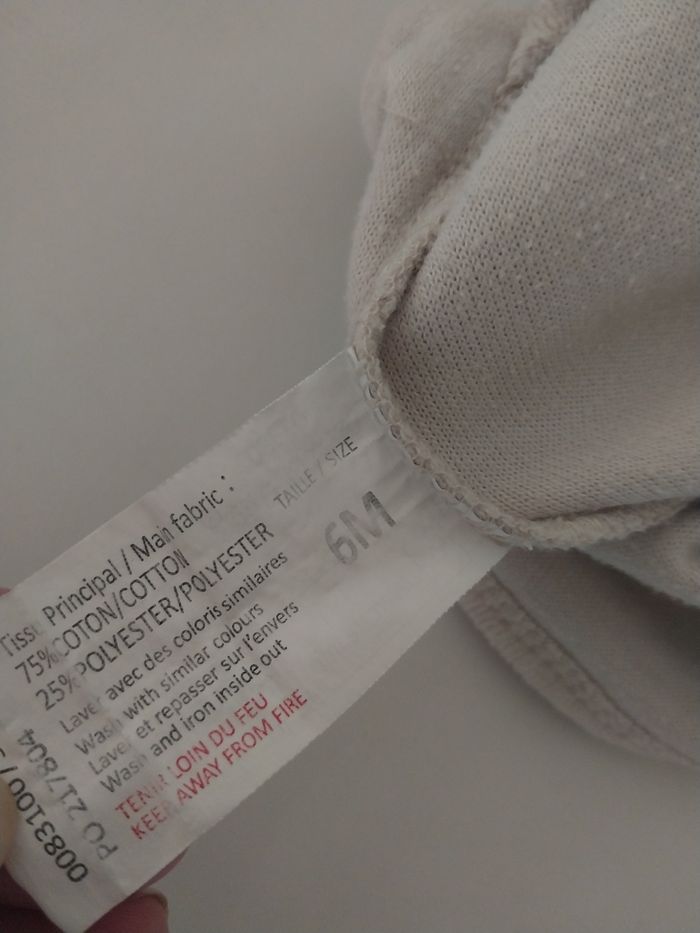 TAILLE / SIZE
6M
Tissu Principal / Main fabric :
75% COTON/COTTON
25% POLYESTER/POLYESTER
Laver avec des coloris similaires
Wash with similar colours
Laver et repasser sur l'envers
Wash and iron inside out
TENIR LOIN DU FEU
KEEP AWAY FROM FIRE
0083100 /
PO 217804